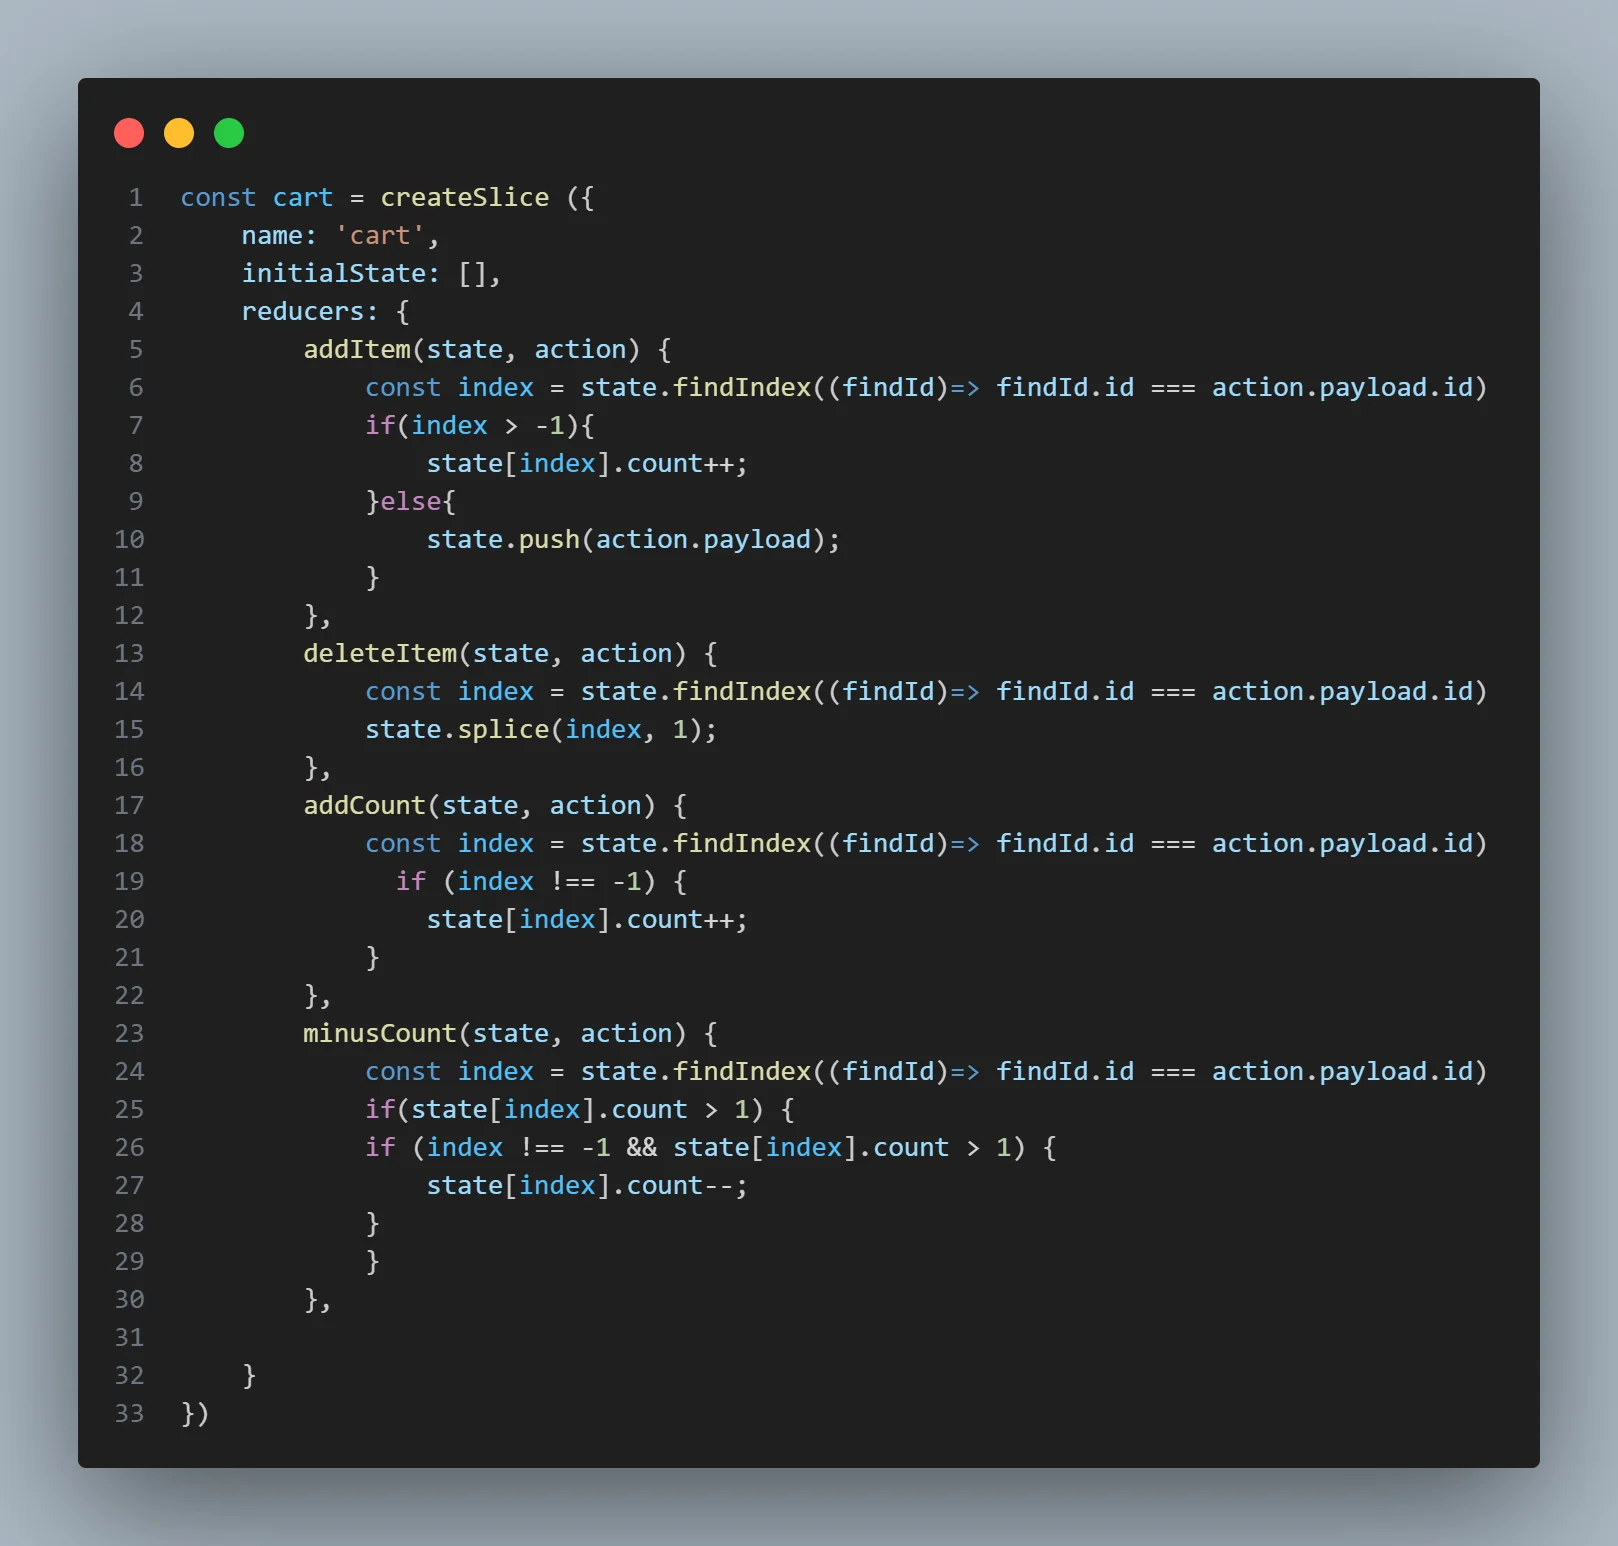 1 const cart = createSlice ({
2     name: 'cart',
3     initialState: [],
4     reducers: {
5         addItem(state, action) {
6             const index = state.findIndex((findId)=> findId.id === action.payload.id)
7             if(index > -1){
8                 state[index].count++;
9             }else{
10                 state.push(action.payload);
11             }
12         },
13         deleteItem(state, action) {
14             const index = state.findIndex((findId)=> findId.id === action.payload.id)
15             state.splice(index, 1);
16         },
17         addCount(state, action) {
18             const index = state.findIndex((findId)=> findId.id === action.payload.id)
19               if (index !== -1) {
20                 state[index].count++;
21             }
22         },
23         minusCount(state, action) {
24             const index = state.findIndex((findId)=> findId.id === action.payload.id)
25             if(state[index].count > 1) {
26             if (index !== -1 && state[index].count > 1) {
27                 state[index].count--;
28             }
29             }
30         },
31
32     }
33 })